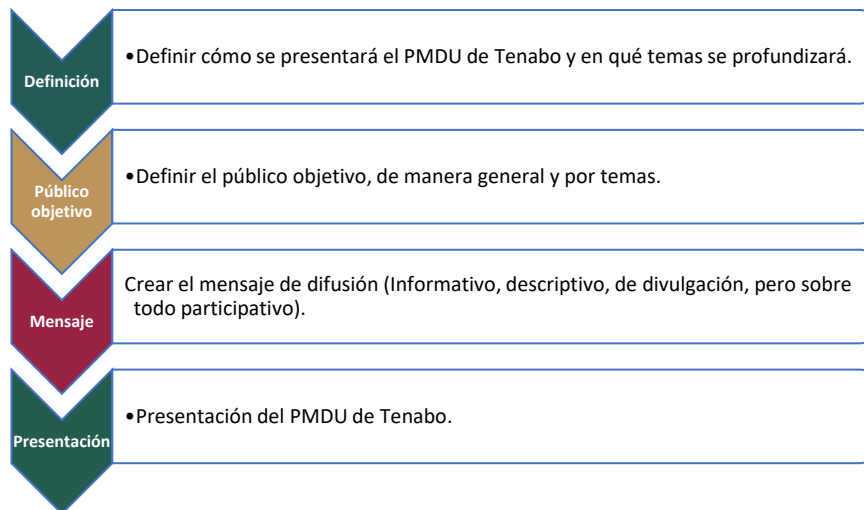 Definición
•Definir cómo se presentará el PMDU de Tenabo y en qué temas se profundizará.
Público
objetivo
•Definir el público objetivo, de manera general y por temas.
Mensaje
Crear el mensaje de difusión (Informativo, descriptivo, de divulgación, pero sobre
todo participativo).
Presentación
•Presentación del PMDU de Tenabo.